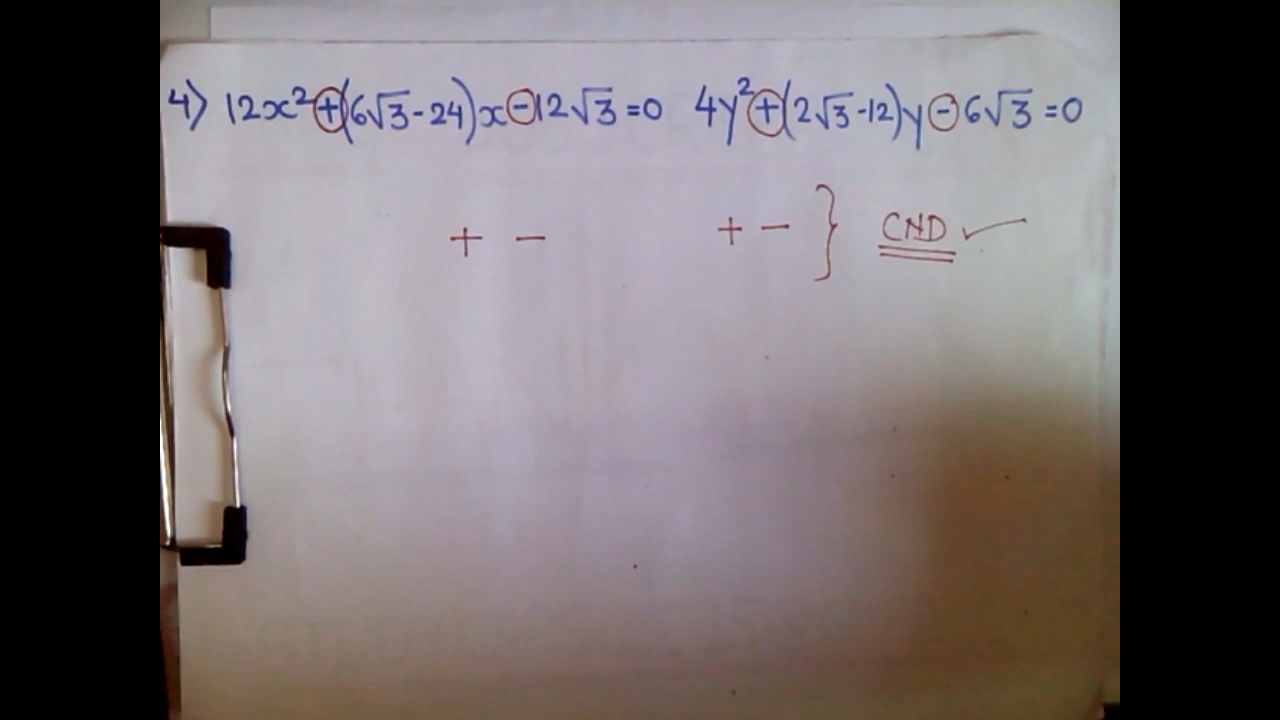 4) 12x² + (6√3 - 24)x - 12√3 = 0   4y² + (2√3 - 12)y - 6√3 = 0
+ -   + - } CND ✓